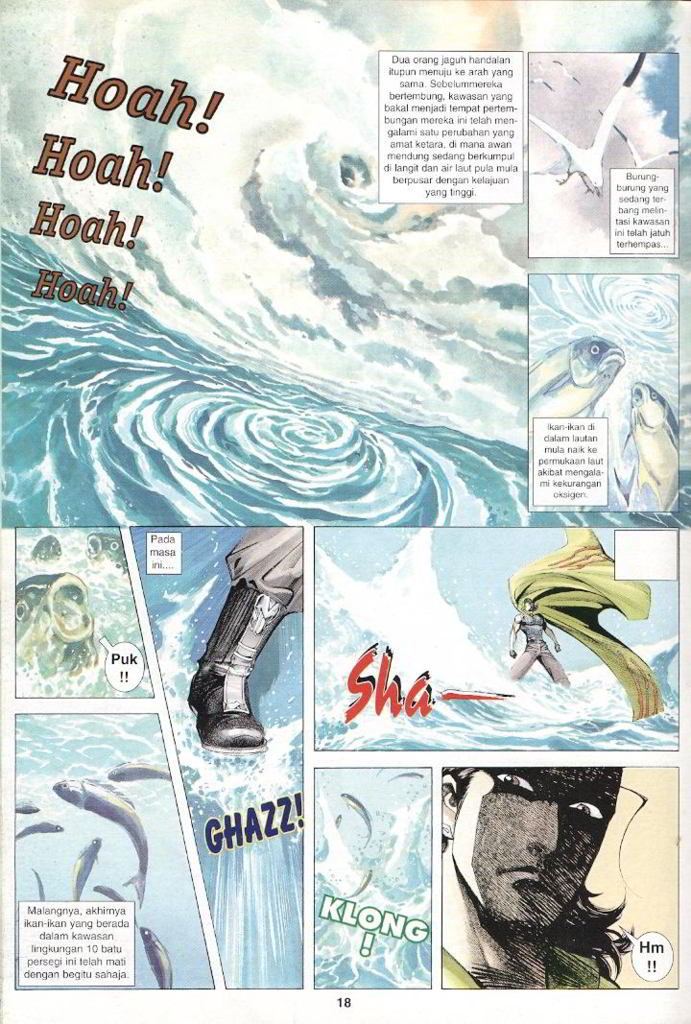 Hoah!
Hoah!
Hoah!
Hoah!
Dua orang jaguh handalan
itupun menuju ke arah yang
sama. Sebelummereka
bertembung, kawasan yang
bakal menjadi tempat pertem-
bungan mereka ini telah men-
galami satu perubahan yang
amat ketara, di mana awan
mendung sedang berkumpul
di langit dan air laut pula mula
berpusar dengan kelajuan
yang tinggi.
Burung-
burung yang
sedang ter-
bang melin-
tasi kawasan
ini telah jatuh
terhempas...
Ikan-ikan di
dalam lautan
mula naik ke
permukaan laut
akibat mengala-
mi kekurangan
oksigen.
Puk
!!
Pada
masa
ini....
Sha
GHAZZ!
Malangnya, akhirnya
ikan-ikan yang berada
dalam kawasan
lingkungan 10 batu
persegi ini telah mati
dengan begitu sahaja.
KLONG
!
Hm
!!
18